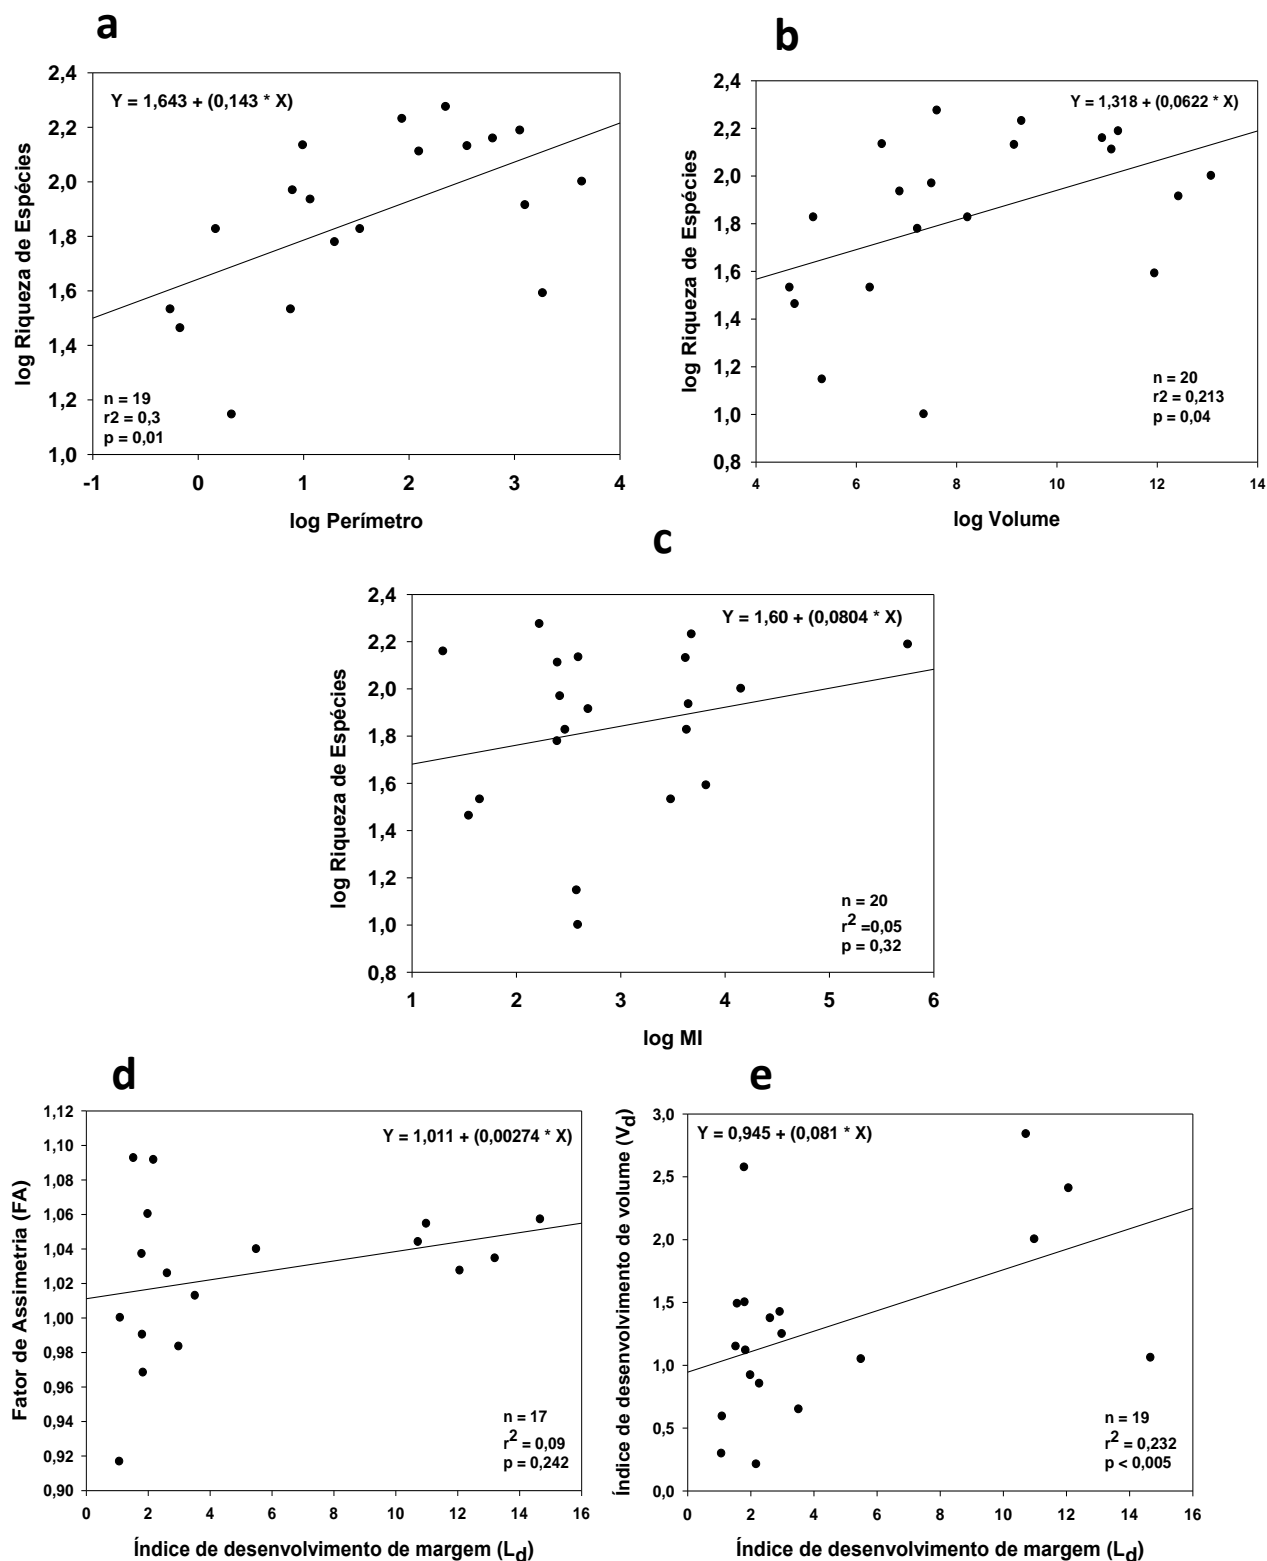 a
Y = 1,643 + (0,143 * X)
log Riqueza de Espécies
2,4
2,2
2,0
1,8
1,6
1,4
1,2
1,0
n = 19
r2 = 0,3
p = 0,01
-1 0 1 2 3 4
log Perímetro
b
Y = 1,318 + (0,0622 * X)
log Riqueza de Espécies
2,4
2,2
2,0
1,8
1,6
1,4
1,2
1,0
0,8
n = 20
r2 = 0,213
p = 0,04
4 6 8 10 12 14
log Volume
c
Y = 1,60 + (0,0804 * X)
log Riqueza de Espécies
2,4
2,2
2,0
1,8
1,6
1,4
1,2
1,0
0,8
n = 20
r2 =0,05
p = 0,32
1 2 3 4 5 6
log MI
d
Y = 1,011 + (0,00274 * X)
Fator de Assimetria (FA)
1,12
1,10
1,08
1,06
1,04
1,02
1,00
0,98
0,96
0,94
0,92
0,90
n = 17
r2 = 0,09
p = 0,242
0 2 4 6 8 10 12 14 16
Índice de desenvolvimento de margem (Ld)
e
Y = 0,945 + (0,081 * X)
Índice de desenvolvimento de volume (Vd)
3,0
2,5
2,0
1,5
1,0
0,5
0,0
n = 19
r2 = 0,232
p < 0,005
0 2 4 6 8 10 12 14 16
Índice de desenvolvimento de margem (Ld)